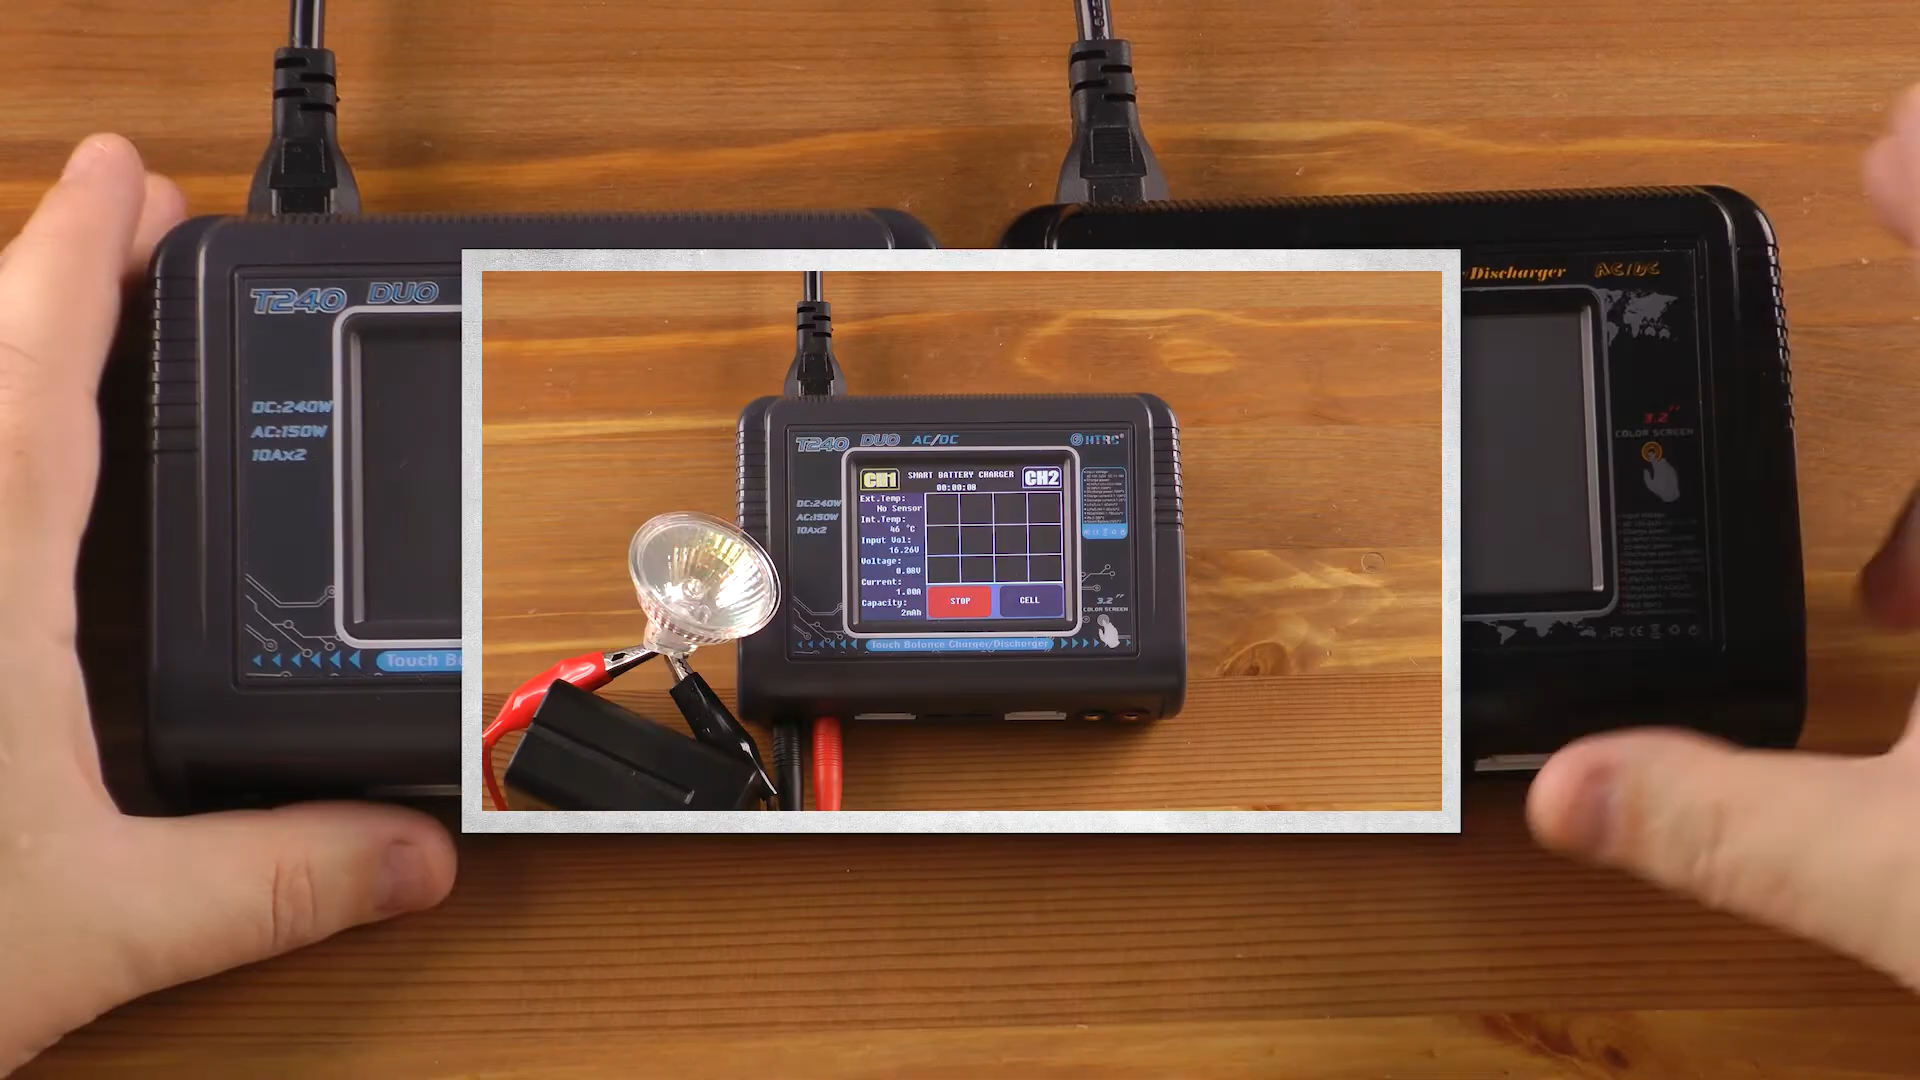 T240 DUO
DC:240W
AC:150W
10Ax2
Touch Ba
T240 DUO AC/DC
HTRC®
DC:240W
AC:150W
10Ax2
CH1
SMART BATTERY CHARGER
CH2
00:00:08
Ext.Temp:
No Sensor
Int.Temp:
46 °C
Input Vol:
16.26V
Voltage:
0.08V
Current:
1.00A
Capacity:
2mAh
STOP
CELL
3.2''
COLOR SCREEN
Touch Balance Charger/Discharger
/Discharger AC/DC
3.2''
COLOR SCREEN